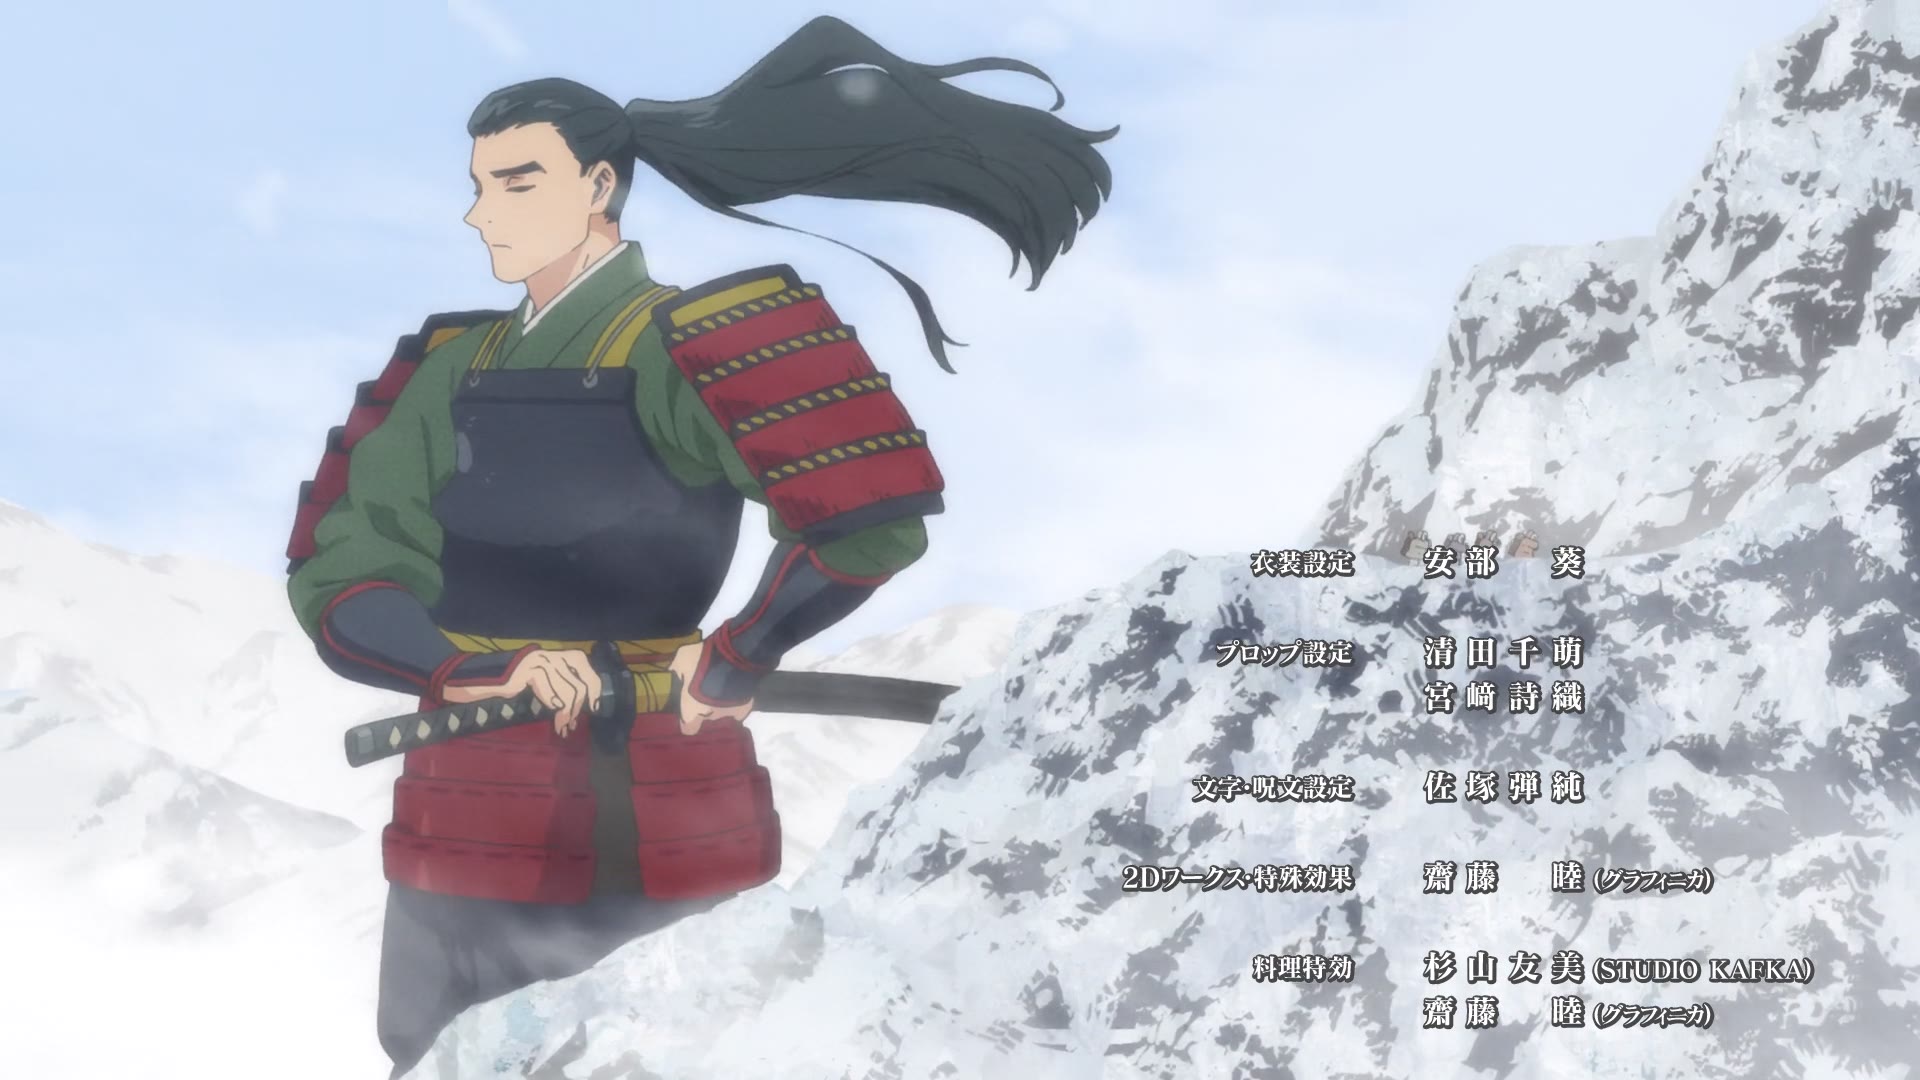 衣装設定 安部 葵
プロップ設定 清田千萌
宮﨑詩織
文字・呪文設定 佐塚弾純
2Dワークス・特殊効果 齋藤 睦(グラフィニカ)
料理特効 杉山友美(STUDIO KAFKA)
齋藤 睦(グラフィニカ)